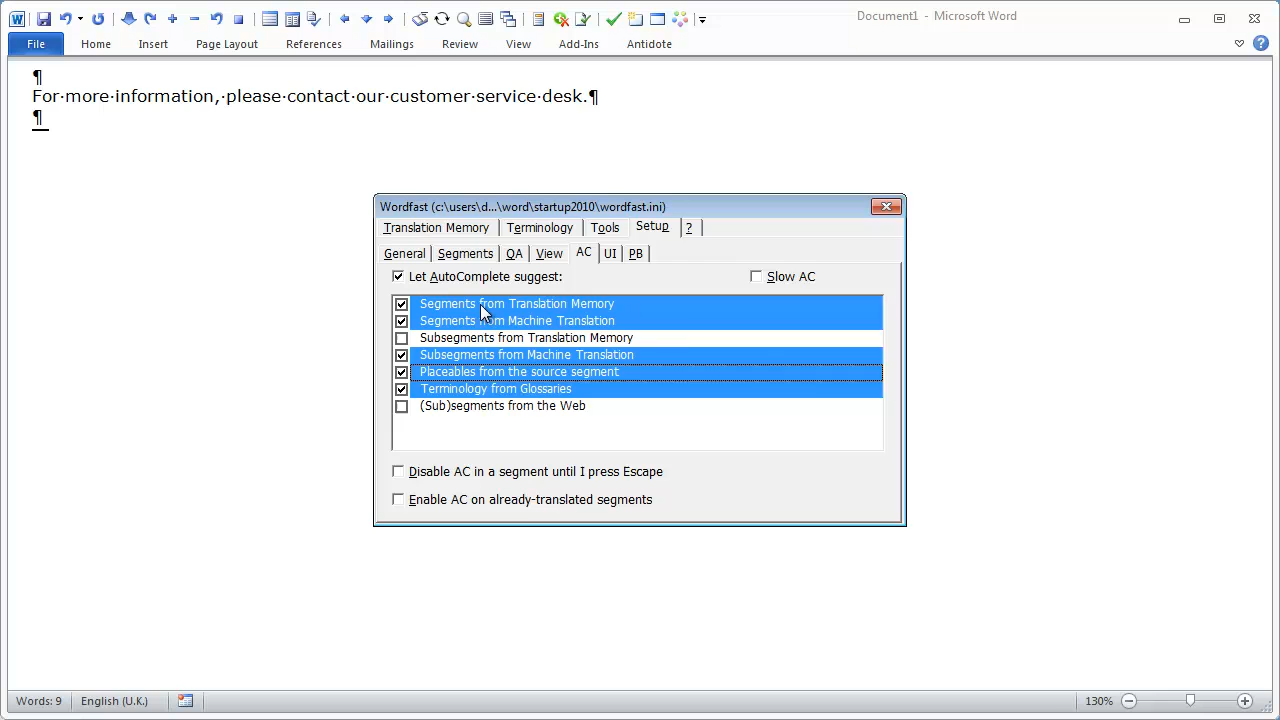 Document1 - Microsoft Word
File Home Insert Page Layout References Mailings Review View Add-Ins Antidote
¶
For·more·information,·please·contact·our·customer·service·desk.¶
¶
Wordfast (c:\users\d...\word\startup2010\wordfast.ini)
Translation Memory Terminology Tools Setup ?
General Segments QA View AC UI PB
Let AutoComplete suggest: Slow AC
Segments from Translation Memory
Segments from Machine Translation
Subsegments from Translation Memory
Subsegments from Machine Translation
Placeables from the source segment
Terminology from Glossaries
(Sub)segments from the Web
Disable AC in a segment until I press Escape
Enable AC on already-translated segments
Words: 9 English (U.K.) 130%